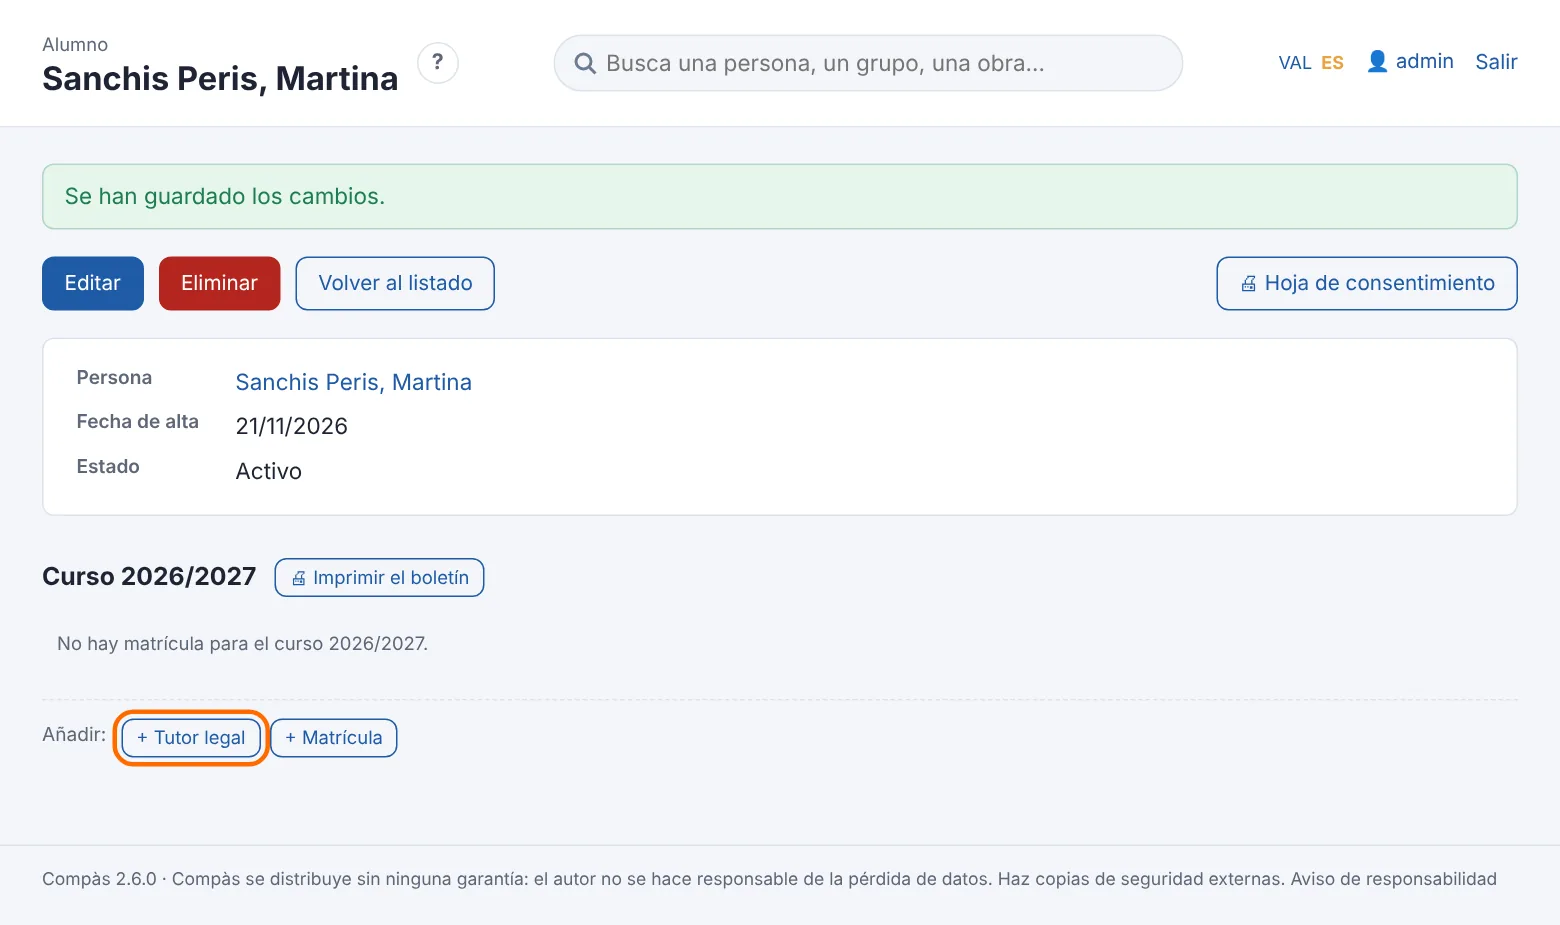 Alumno
Sanchis Peris, Martina
?
Busca una persona, un grupo, una obra...
VAL ES
admin
Salir
Se han guardado los cambios.
Editar
Eliminar
Volver al listado
Hoja de consentimiento
Persona
Sanchis Peris, Martina
Fecha de alta
21/11/2026
Estado
Activo
Curso 2026/2027
Imprimir el boletín
No hay matrícula para el curso 2026/2027.
Añadir:
+ Tutor legal
+ Matrícula
Compàs 2.6.0 · Compàs se distribuye sin ninguna garantía: el autor no se hace responsable de la pérdida de datos. Haz copias de seguridad externas. Aviso de responsabilidad